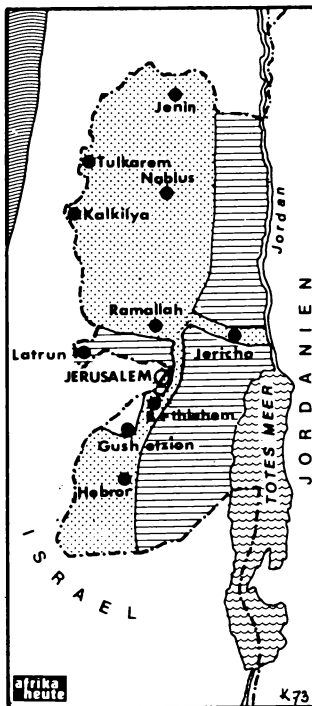 Jenin
Tulkarem
Nablus
Kalkilya
Jordan
Ramallah
Latrun
Jericho
JERUSALEM
JORDANIEN
TOTES MEER
Gush etzion
Hebron
ISRAEL
afrika
heute
K73